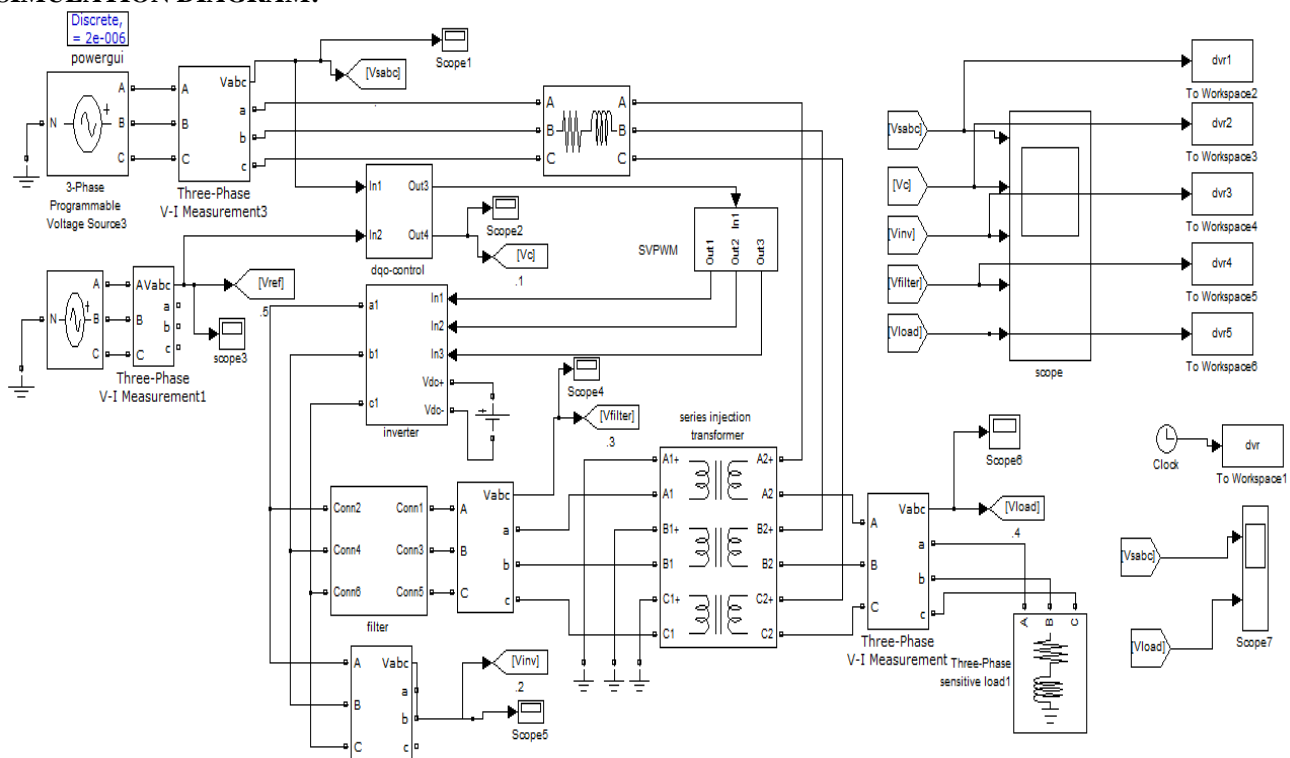 SIMULATION DIAGRAM:
Discrete,
= 2e-006
powergui
N
A
B
C
3-Phase
Programmable
Voltage Source3
A
B
C
Vabc
a
b
c
Three-Phase
V-I Measurement3
Scope1
[Vsabc]
A
B
C
A
B
C
In1
In2
Out3
Out4
dqo-control
Scope2
[Vc]
.1
SVPWM
In1
Out1
Out2
Out3
N
A
B
C
A
B
C
Vabc
a
b
c
Three-Phase
V-I Measurement1
[Vref]
.5
scope3
a1
b1
c1
In1
In2
In3
Vdo+
Vdo-
inverter
Scope4
[Vfilter]
.3
Conn2
Conn4
Conn6
Conn1
Conn3
Conn5
filter
A
B
C
Vabc
a
b
c
series injection
transformer
A1+
A1
B1+
B1
C1+
C1
A2+
A2
B2+
B2
C2+
C2
A
B
C
Vabc
a
b
c
[Vinv]
.2
Scope5
A
B
C
Vabc
a
b
c
Three-Phase
V-I Measurement
Scope6
[Vload]
.4
A
B
C
Three-Phase
sensitive load1
[Vsabc]
[Vc]
[Vinv]
[Vfilter]
[Vload]
scope
dvr1
To Workspace2
dvr2
To Workspace3
dvr3
To Workspace4
dvr4
To Workspace5
dvr5
To Workspace6
Clock
dvr
To Workspace1
[Vsabc]
[Vload]
Scope7